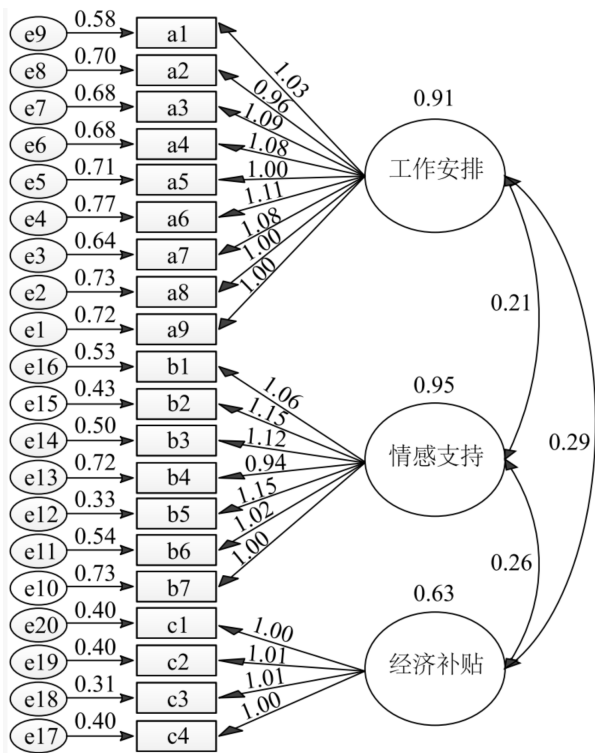 e9 0.58 a1
e8 0.70 a2
e7 0.68 a3
e6 0.68 a4
e5 0.71 a5
e4 0.77 a6
e3 0.64 a7
e2 0.73 a8
e1 0.72 a9
1.03
0.96
1.09
1.08
1.00
1.11
1.08
1.00
1.00
0.91
工作安排
e16 0.53 b1
e15 0.43 b2
e14 0.50 b3
e13 0.72 b4
e12 0.33 b5
e11 0.54 b6
e10 0.73 b7
1.06
1.15
1.12
0.94
1.15
1.02
1.00
0.95
情感支持
e20 0.40 c1
e19 0.40 c2
e18 0.31 c3
e17 0.40 c4
1.00
1.01
1.01
1.00
0.63
经济补贴
0.21
0.29
0.26